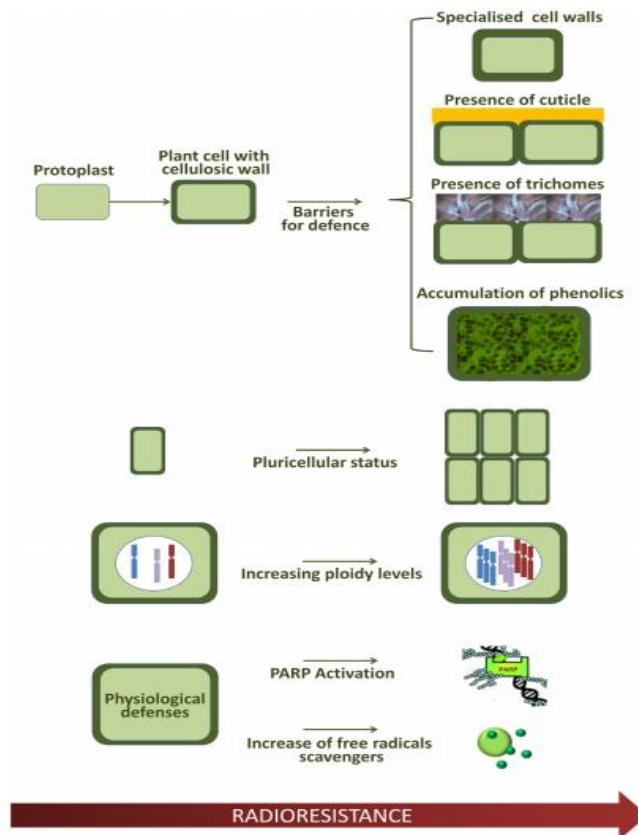 Specialised cell walls
Presence of cuticle
Protoplast
Plant cell with
cellulosic wall
Barriers
for defence
Presence of trichomes
Accumulation of phenolics
Pluricellular status
Increasing ploidy levels
Physiological
defenses
PARP Activation
PARP
Increase of free radicals
scavengers
RADIORESISTANCE